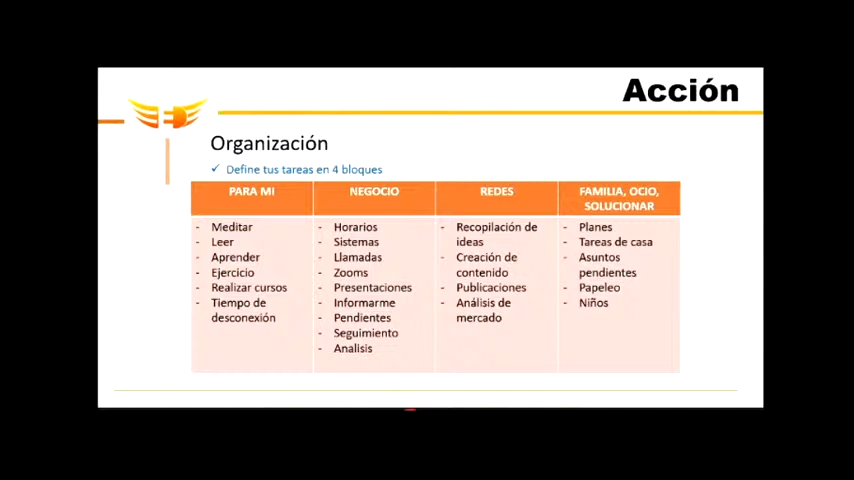 Acción
Organización
✓ Define tus tareas en 4 bloques
PARA MI
- Meditar
- Leer
- Aprender
- Ejercicio
- Realizar cursos
- Tiempo de
desconexión
NEGOCIO
- Horarios
- Sistemas
- Llamadas
- Zooms
- Presentaciones
- Informarme
- Pendientes
- Seguimiento
- Analisis
REDES
- Recopilación de
ideas
- Creación de
contenido
- Publicaciones
- Análisis de
mercado
FAMILIA, OCIO,
SOLUCIONAR
- Planes
- Tareas de casa
- Asuntos
pendientes
- Papeleo
- Niños